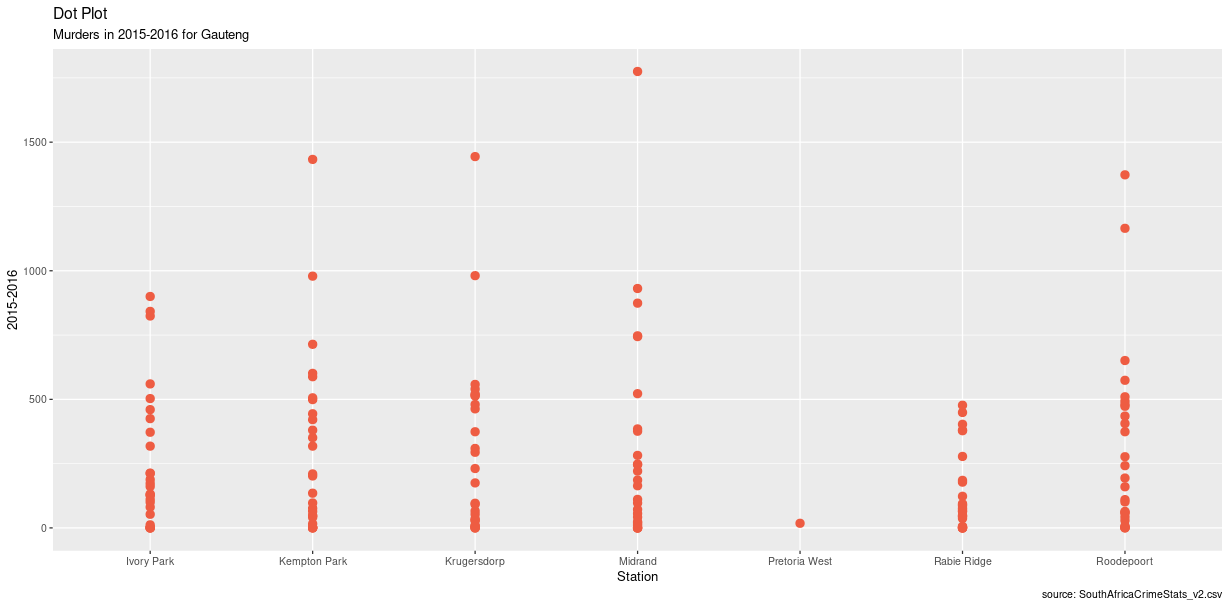 Dot Plot
Murders in 2015-2016 for Gauteng
2015-2016
1500
1000
500
0
Ivory Park
Kempton Park
Krugersdorp
Midrand
Pretoria West
Rabie Ridge
Roodepoort
Station
source: SouthAfricaCrimeStats_v2.csv